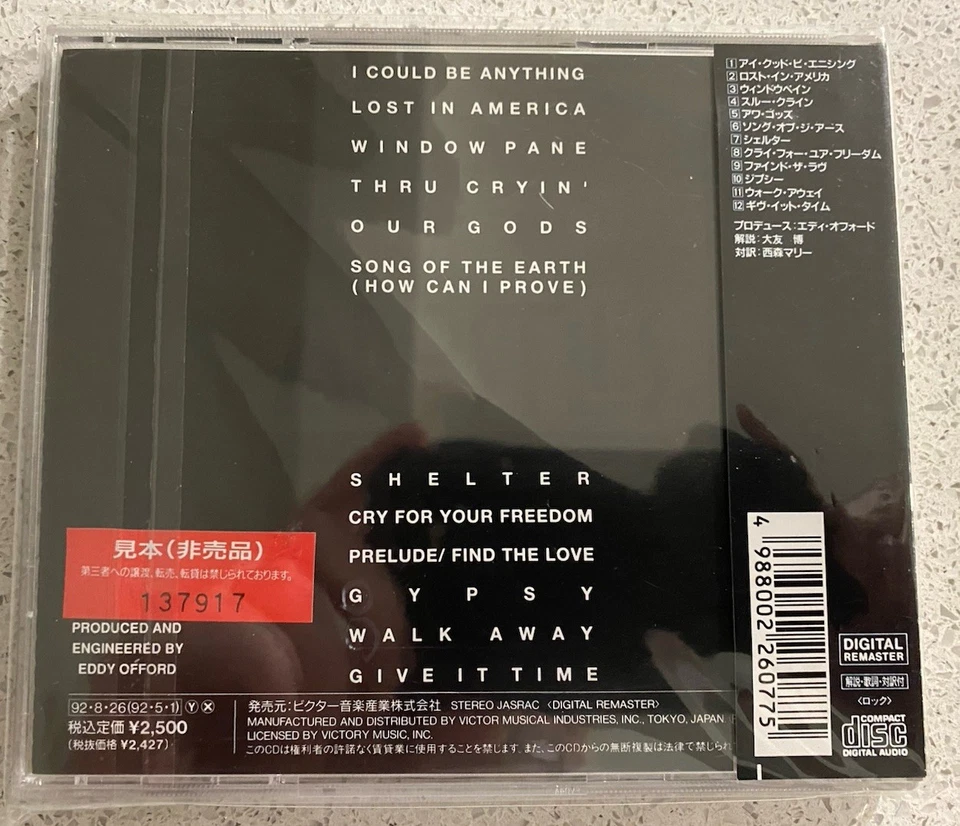 I COULD BE ANYTHING
LOST IN AMERICA
WINDOW PANE
THRU CRYIN'
OUR GODS
SONG OF THE EARTH
(HOW CAN I PROVE)
SHELTER
CRY FOR YOUR FREEDOM
PRELUDE/ FIND THE LOVE
GYPSY
WALK AWAY
GIVE IT TIME
見本(非売品)
第三者への譲渡、転売、転貸は禁じられております。
137917
PRODUCED AND
ENGINEERED BY
EDDY OFFORD
92・8・26(92・5・1)Ⓨ Ⓧ
税込定価 ¥2,500
(税抜価格 ¥2,427)
発売元:ビクター音楽産業株式会社 STEREO JASRAC 〈DIGITAL REMASTER〉
MANUFACTURED AND DISTRIBUTED BY VICTOR MUSICAL INDUSTRIES, INC., TOKYO, JAPAN
LICENSED BY VICTORY MUSIC, INC.
このCDは権利者の許諾なく賃貸業に使用することを禁じます。また、このCDからの無断複製は法律で禁じられ
1 アイ・クッド・ビ・エニシング
2 ロスト・イン・アメリカ
3 ウィンドウペイン
4 スルー・クライン
5 アワ・ゴッズ
6 ソング・オブ・ジ・アース
7 シェルター
8 クライ・フォー・ユア・フリーダム
9 ファインド・ザ・ラヴ
10 ジプシー
11 ウォーク・アウェイ
12 ギヴ・イット・タイム
プロデュース:エディ・オフォード
解説:大友 博
対訳:西森マリー
4 988002 260775
DIGITAL
REMASTER
解説・歌詞・対訳付
〈ロック〉
COMPACT
disc
DIGITAL AUDIO